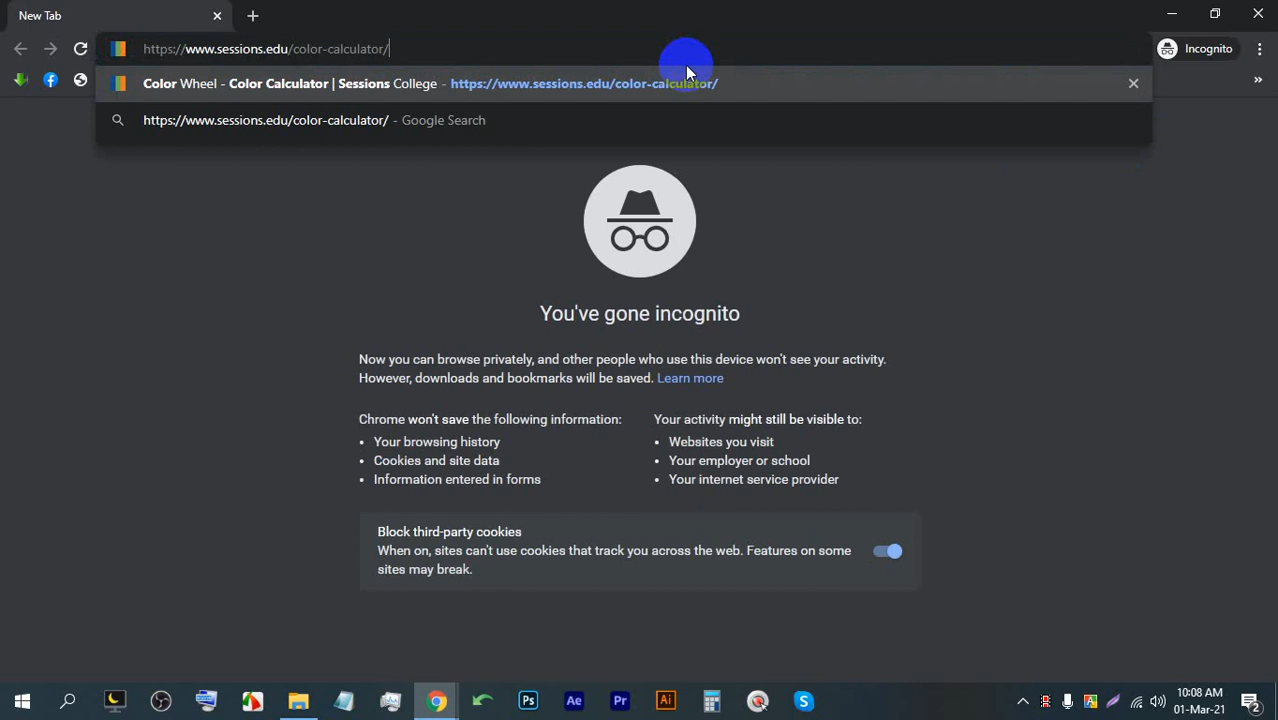 New Tab
https://www.sessions.edu/color-calculator/
Incognito
Color Wheel - Color Calculator | Sessions College - https://www.sessions.edu/color-calculator/
https://www.sessions.edu/color-calculator/ - Google Search
You've gone incognito
Now you can browse privately, and other people who use this device won't see your activity.
However, downloads and bookmarks will be saved. Learn more
Chrome won't save the following information:
• Your browsing history
• Cookies and site data
• Information entered in forms
Your activity might still be visible to:
• Websites you visit
• Your employer or school
• Your internet service provider
Block third-party cookies
When on, sites can't use cookies that track you across the web. Features on some
sites may break.
Ps
Ae
Pr
Ai
S
A
10:08 AM
01-Mar-21
2